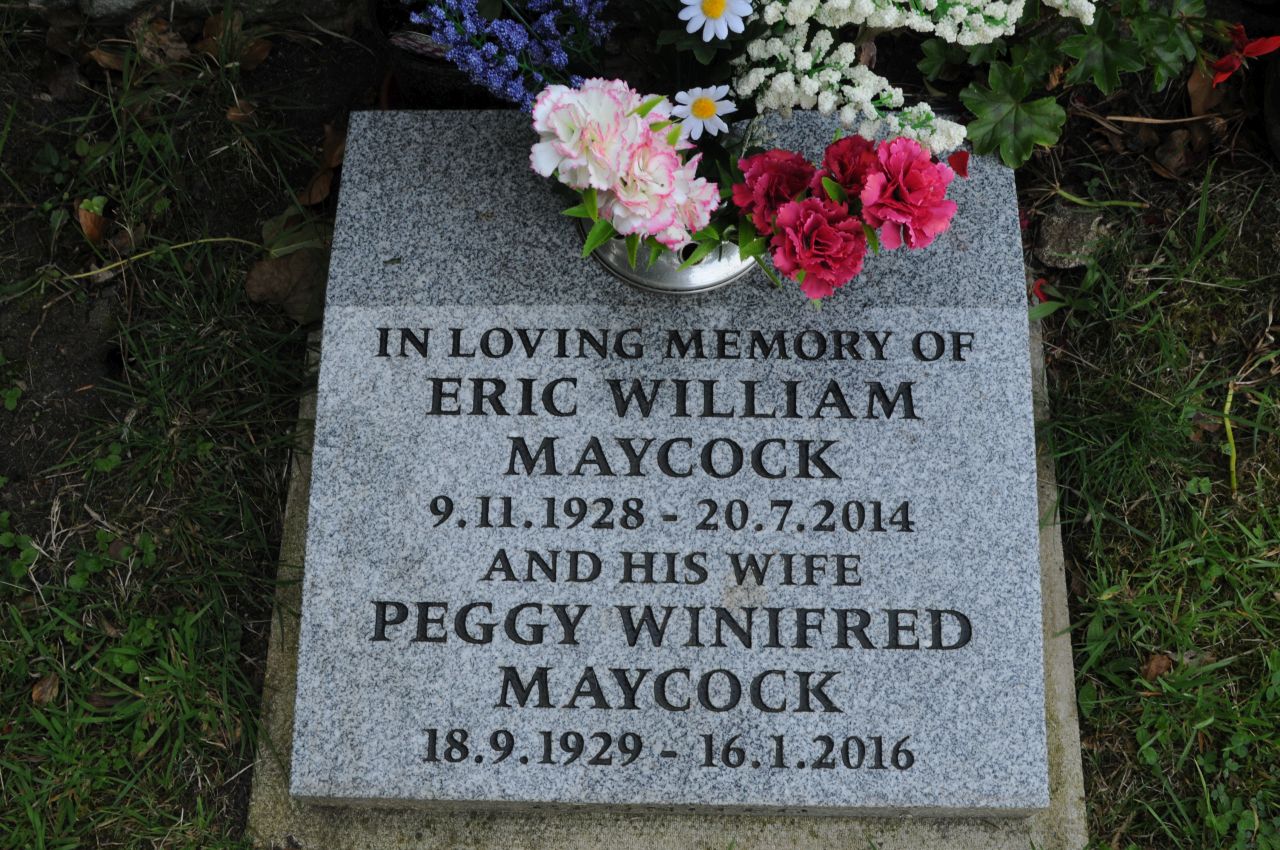 IN LOVING MEMORY OF
ERIC WILLIAM
MAYCOCK
9.11.1928 - 20.7.2014
AND HIS WIFE
PEGGY WINIFRED
MAYCOCK
18.9.1929 - 16.1.2016